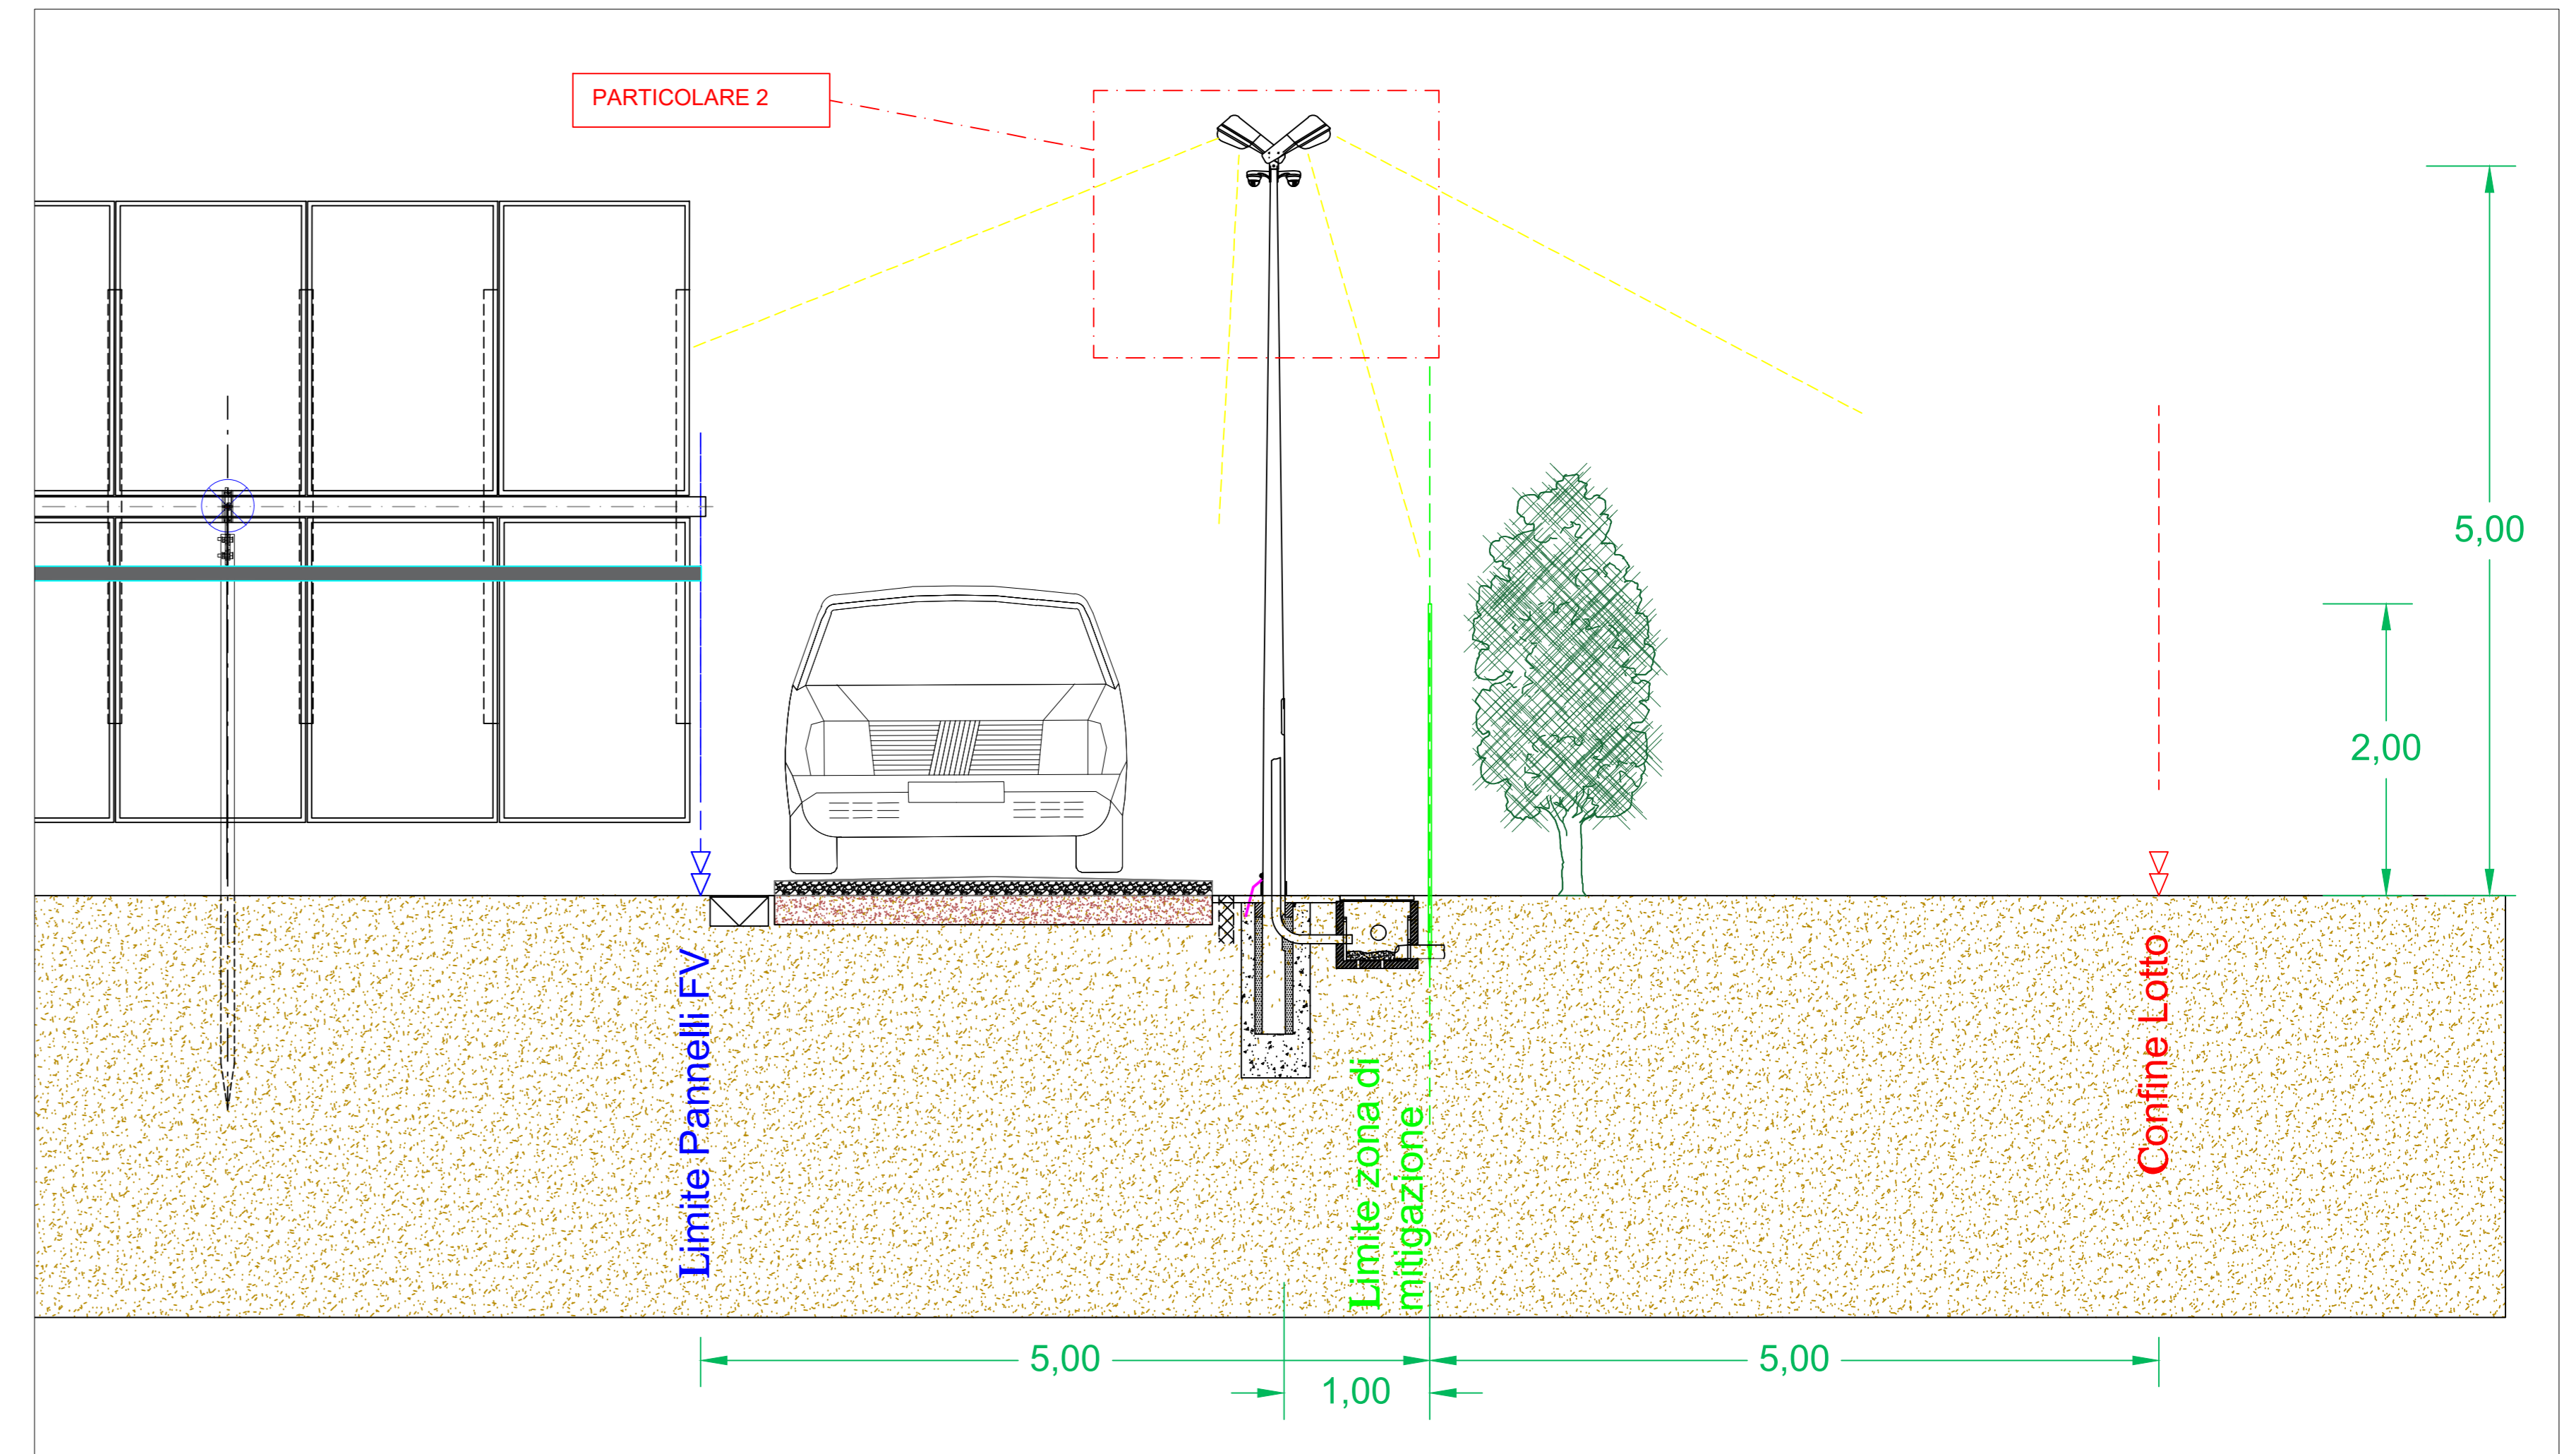 PARTICOLARE 2
5,00
2,00
Limite Pannelli FV
Limite zona di
mitigazione
Confine Lotto
5,00
5,00
1,00